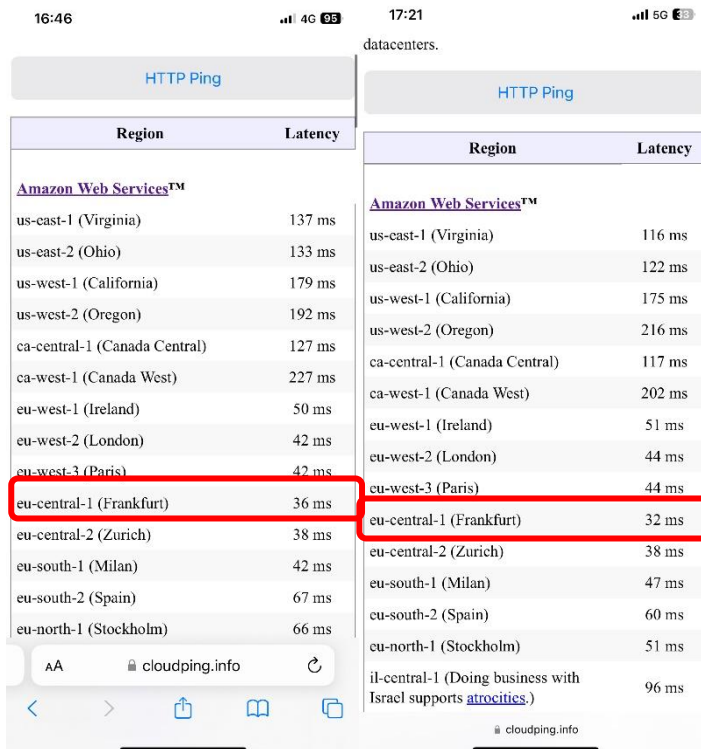 16:46
4G 95
HTTP Ping
Region Latency
Amazon Web Services™
us-east-1 (Virginia) 137 ms
us-east-2 (Ohio) 133 ms
us-west-1 (California) 179 ms
us-west-2 (Oregon) 192 ms
ca-central-1 (Canada Central) 127 ms
ca-west-1 (Canada West) 227 ms
eu-west-1 (Ireland) 50 ms
eu-west-2 (London) 42 ms
eu-west-3 (Paris) 42 ms
eu-central-1 (Frankfurt) 36 ms
eu-central-2 (Zurich) 38 ms
eu-south-1 (Milan) 42 ms
eu-south-2 (Spain) 67 ms
eu-north-1 (Stockholm) 66 ms
AA cloudping.info
17:21
5G 33
datacenters.
HTTP Ping
Region Latency
Amazon Web Services™
us-east-1 (Virginia) 116 ms
us-east-2 (Ohio) 122 ms
us-west-1 (California) 175 ms
us-west-2 (Oregon) 216 ms
ca-central-1 (Canada Central) 117 ms
ca-west-1 (Canada West) 202 ms
eu-west-1 (Ireland) 51 ms
eu-west-2 (London) 44 ms
eu-west-3 (Paris) 44 ms
eu-central-1 (Frankfurt) 32 ms
eu-central-2 (Zurich) 38 ms
eu-south-1 (Milan) 47 ms
eu-south-2 (Spain) 60 ms
eu-north-1 (Stockholm) 51 ms
il-central-1 (Doing business with
Israel supports atrocities.) 96 ms
cloudping.info